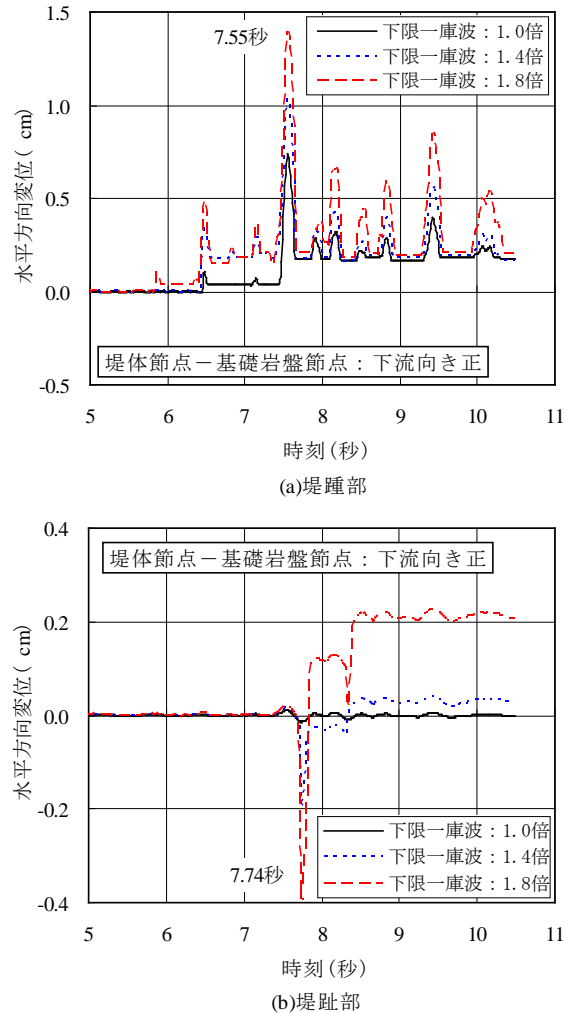 7.55秒
下限一庫波：1.0倍
下限一庫波：1.4倍
下限一庫波：1.8倍
水平方向変位( cm)
1.5
1.0
0.5
0.0
-0.5
堤体節点－基礎岩盤節点：下流向き正
5 6 7 8 9 10 11
時刻(秒)
(a)堤踵部
堤体節点－基礎岩盤節点：下流向き正
水平方向変位( cm)
0.4
0.2
0.0
-0.2
-0.4
7.74秒
下限一庫波：1.0倍
下限一庫波：1.4倍
下限一庫波：1.8倍
5 6 7 8 9 10 11
時刻(秒)
(b)堤趾部